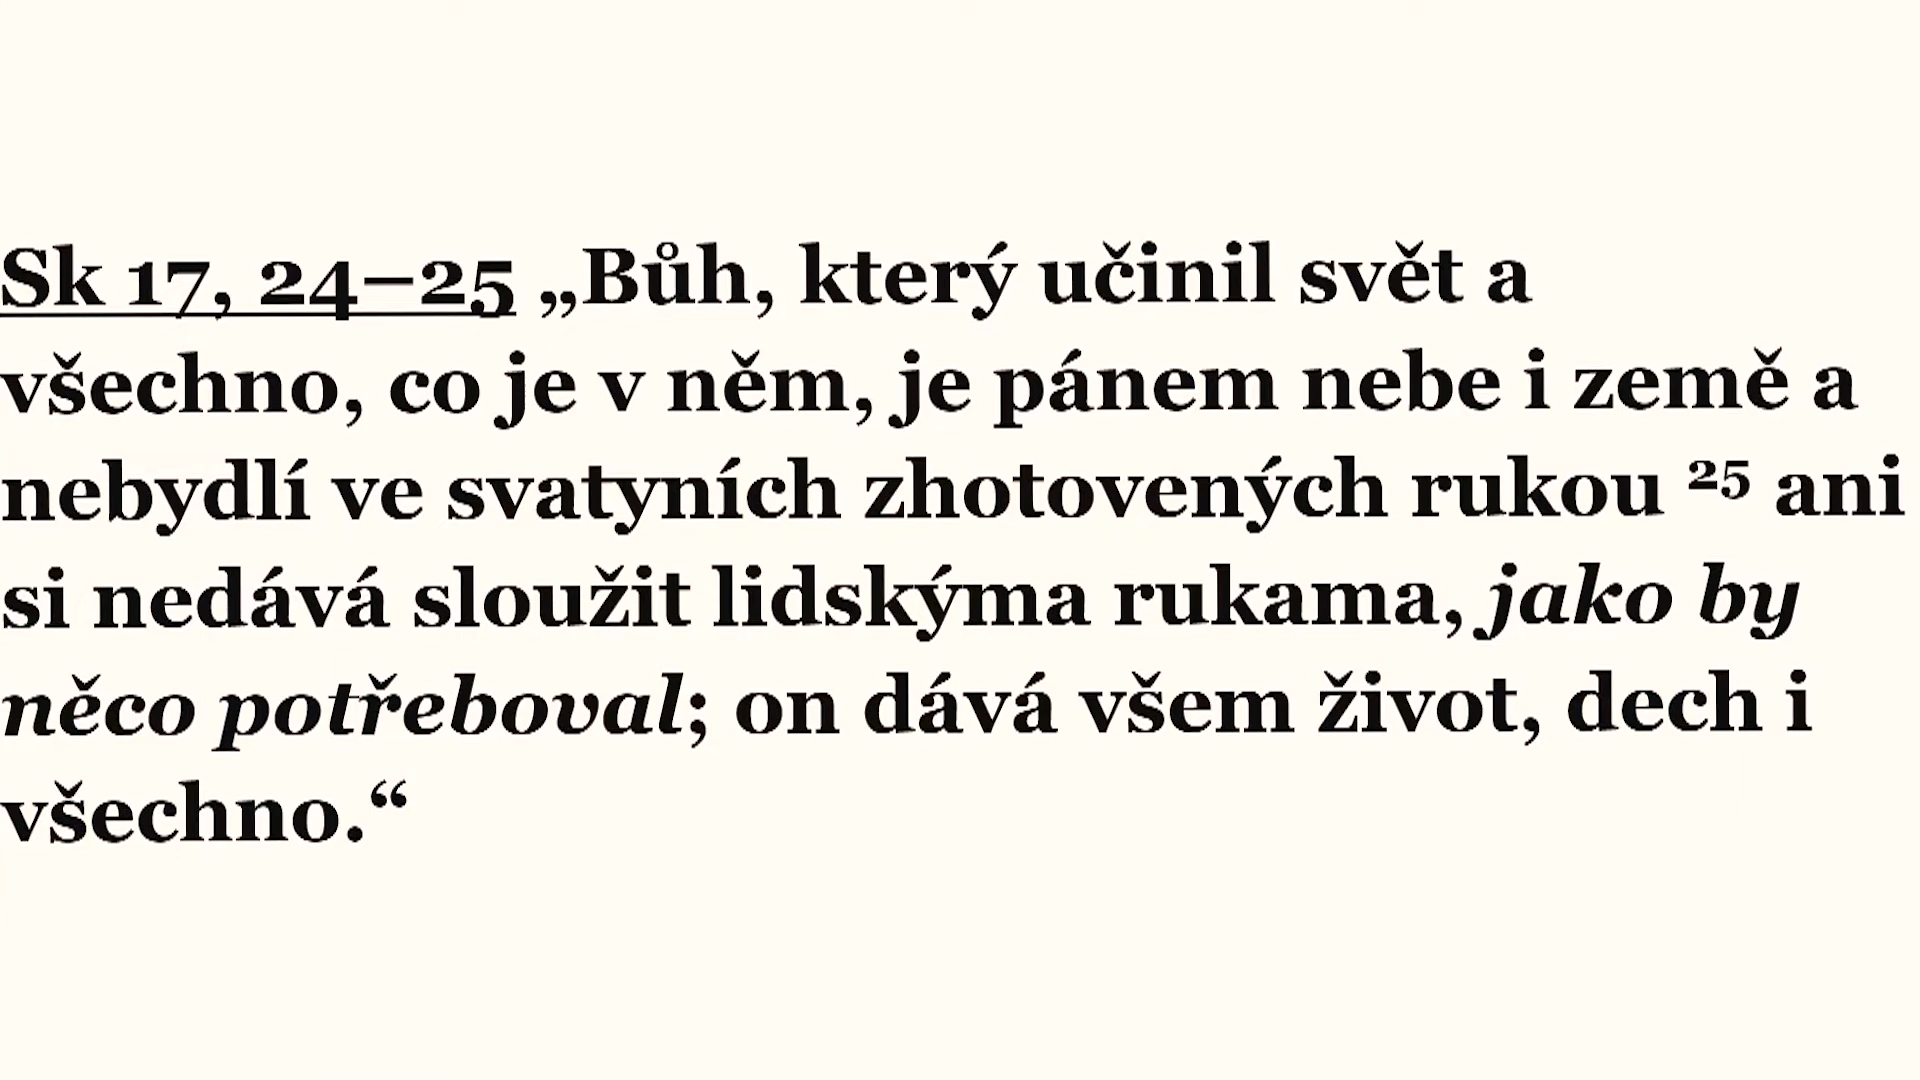 Sk 17, 24–25 „Bůh, který učinil svět a
všechno, co je v něm, je pánem nebe i země a
nebydlí ve svatyních zhotovených rukou ²⁵ ani
si nedává sloužit lidskýma rukama, jako by
něco potřeboval; on dává všem život, dech i
všechno.“